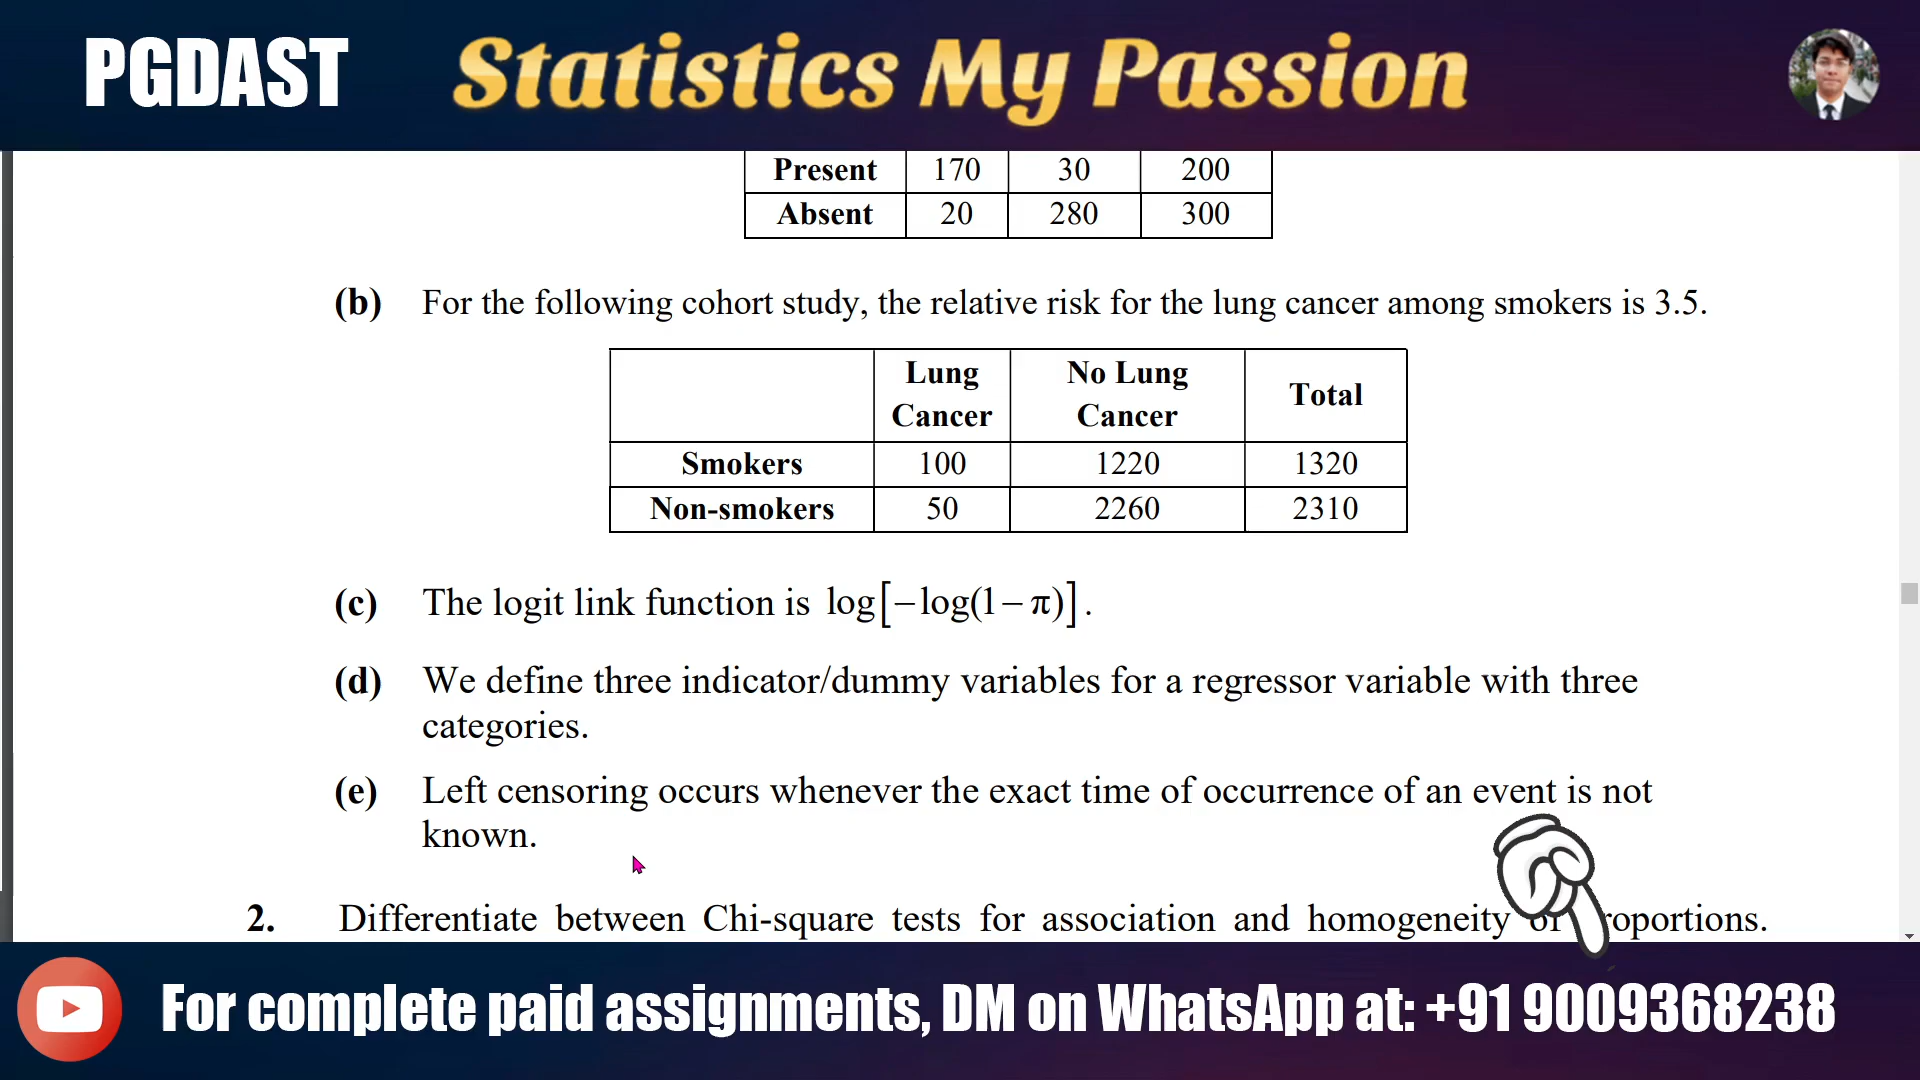 PGDAST
Statistics My Passion
Present 170 30 200
Absent 20 280 300
(b) For the following cohort study, the relative risk for the lung cancer among smokers is 3.5.
Lung Cancer No Lung Cancer Total
Smokers 100 1220 1320
Non-smokers 50 2260 2310
(c) The logit link function is log[−log(1−π)].
(d) We define three indicator/dummy variables for a regressor variable with three
categories.
(e) Left censoring occurs whenever the exact time of occurrence of an event is not
known.
2. Differentiate between Chi-square tests for association and homogeneity of proportions.
For complete paid assignments, DM on WhatsApp at: +91 9009368238